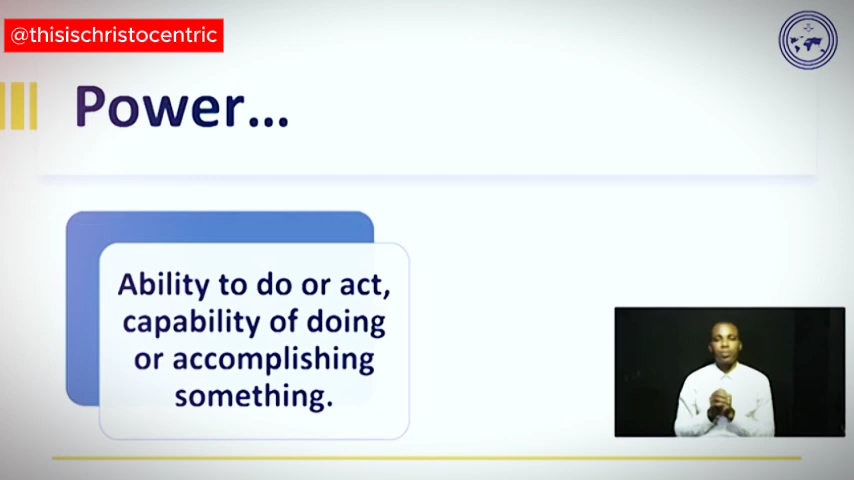 @thisischristocentric
Power...
Ability to do or act,
capability of doing
or accomplishing
something.